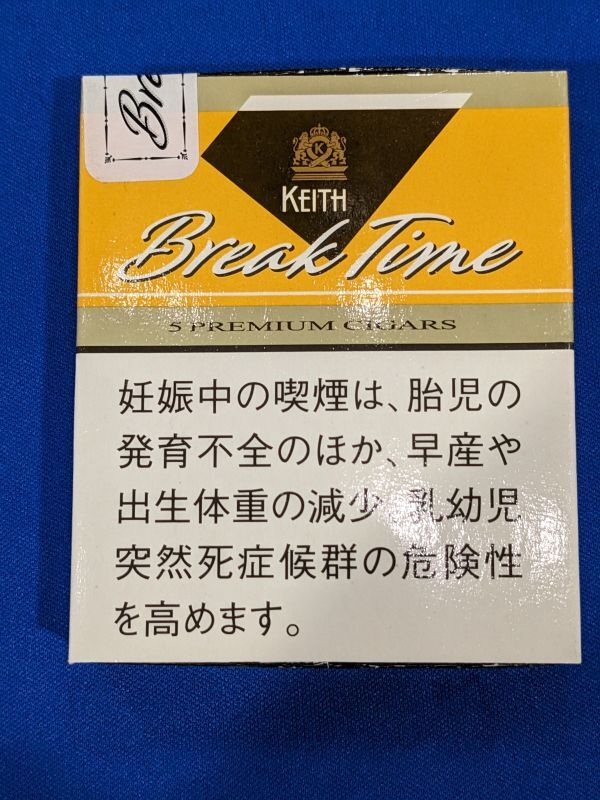 Bre
K
KEITH
Break Time
5 PREMIUM CIGARS
妊娠中の喫煙は、胎児の
発育不全のほか、早産や
出生体重の減少、乳幼児
突然死症候群の危険性
を高めます。